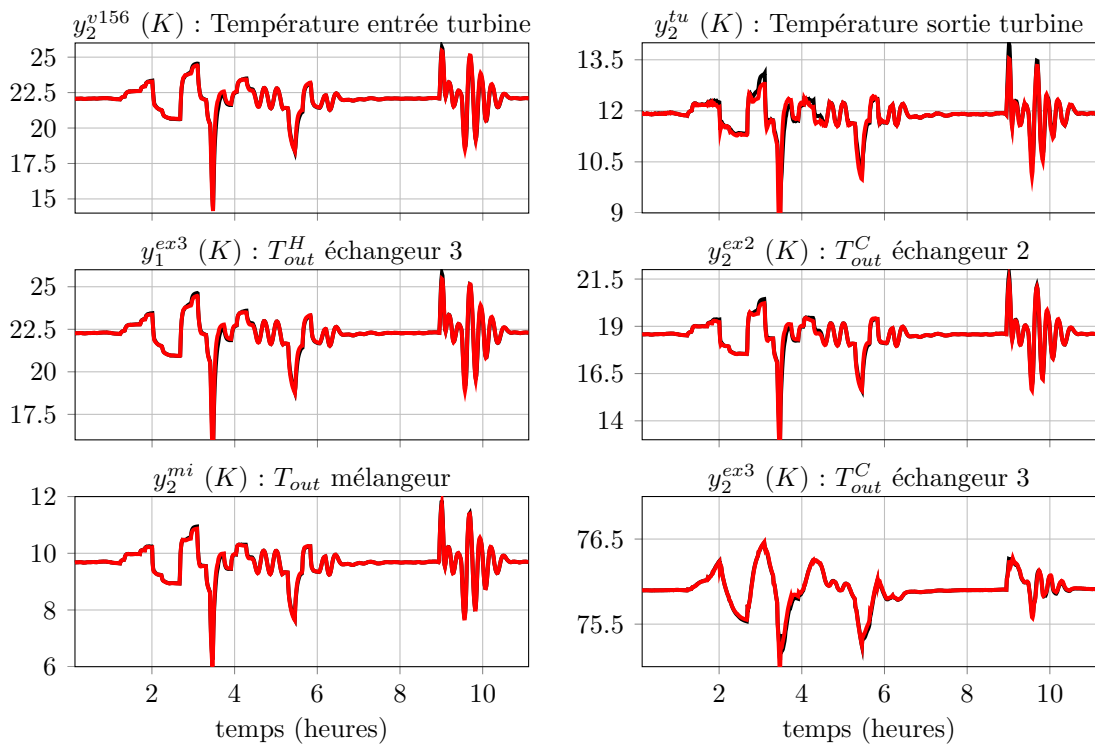 y_2^{v156} (K) : Température entrée turbine
25
22.5
20
17.5
15
y_2^{tu} (K) : Température sortie turbine
13.5
12
10.5
9
y_1^{ex3} (K) : T_{out}^H échangeur 3
25
22.5
20
17.5
y_2^{ex2} (K) : T_{out}^C échangeur 2
21.5
19
16.5
14
y_2^{mi} (K) : T_{out} mélangeur
12
10
8
6
2 4 6 8 10
temps (heures)
y_2^{ex3} (K) : T_{out}^C échangeur 3
76.5
75.5
2 4 6 8 10
temps (heures)